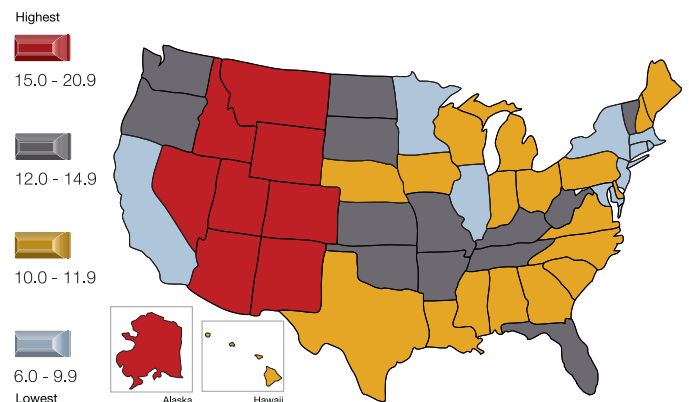 Highest
15.0 - 20.9
12.0 - 14.9
10.0 - 11.9
6.0 - 9.9
Lowest
Alaska
Hawaii